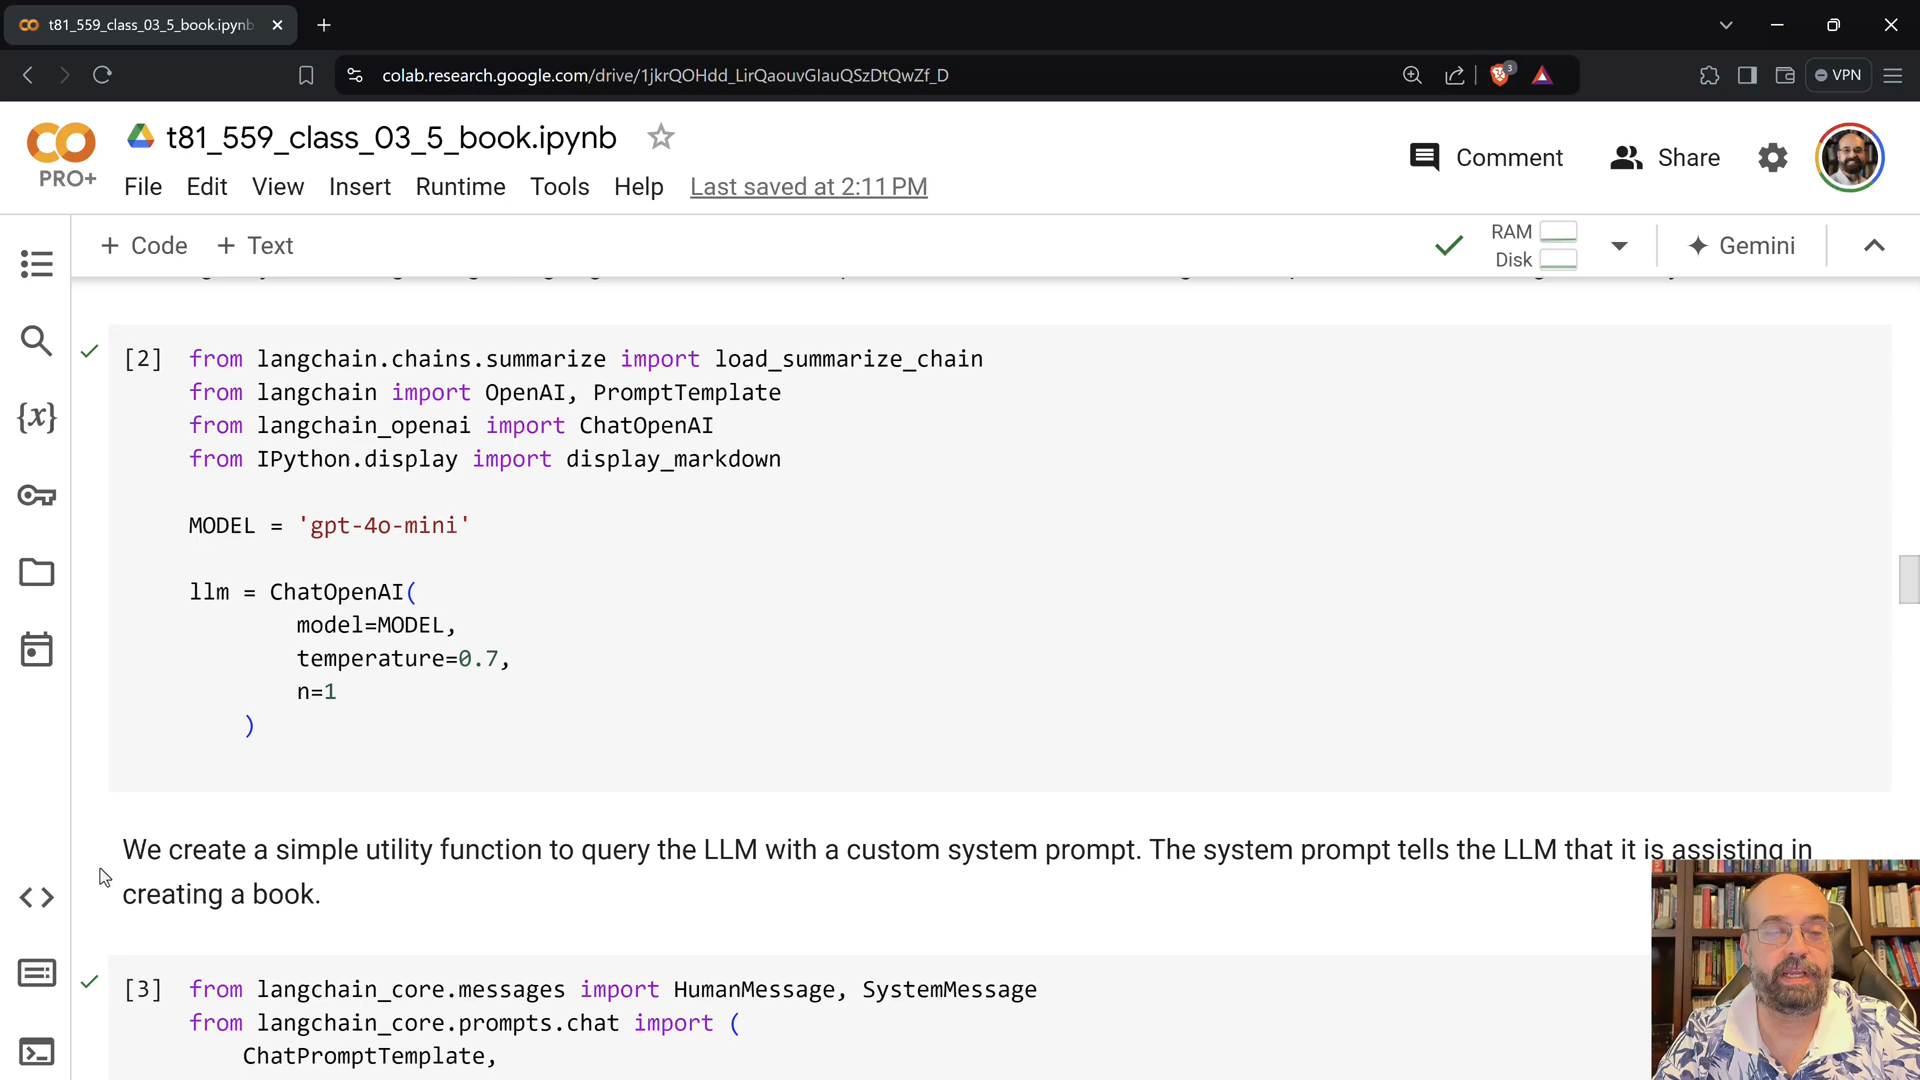 t81_559_class_03_5_book.ipynb
colab.research.google.com/drive/1jkrQOHdd_LirQaouvGlauQSzDtQwZf_D
3
VPN
PRO+
t81_559_class_03_5_book.ipynb
Comment
Share
File Edit View Insert Runtime Tools Help Last saved at 2:11 PM
+ Code + Text
RAM
Disk
Gemini
[2] from langchain.chains.summarize import load_summarize_chain
from langchain import OpenAI, PromptTemplate
from langchain_openai import ChatOpenAI
from IPython.display import display_markdown
MODEL = 'gpt-4o-mini'
llm = ChatOpenAI(
model=MODEL,
temperature=0.7,
n=1
)
We create a simple utility function to query the LLM with a custom system prompt. The system prompt tells the LLM that it is assisting in
creating a book.
[3] from langchain_core.messages import HumanMessage, SystemMessage
from langchain_core.prompts.chat import (
ChatPromptTemplate,